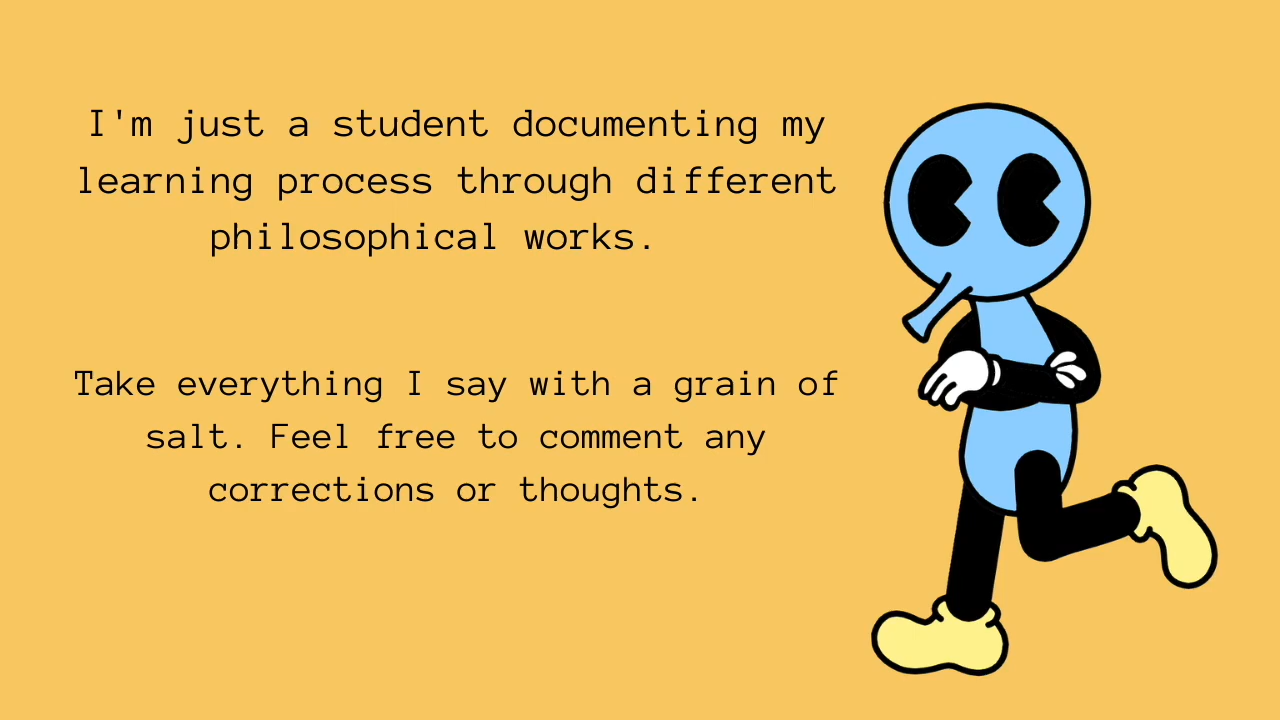 I'm just a student documenting my
learning process through different
philosophical works.
Take everything I say with a grain of
salt. Feel free to comment any
corrections or thoughts.